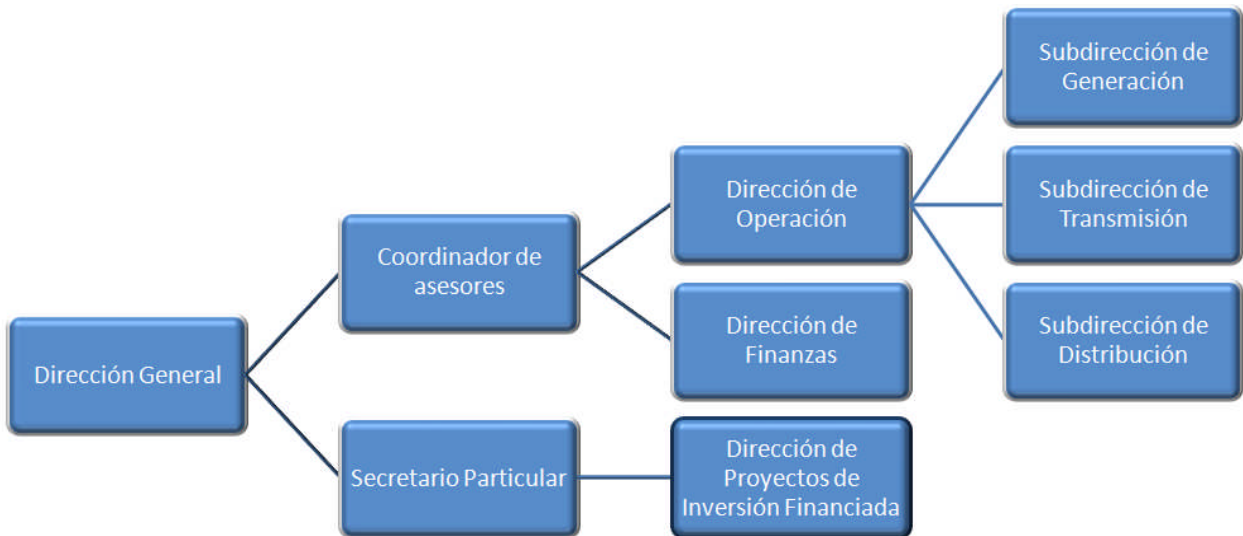 Dirección General
Coordinador de
asesores
Secretario Particular
Dirección de
Operación
Dirección de
Finanzas
Dirección de
Proyectos de
Inversión Financiada
Subdirección de
Generación
Subdirección de
Transmisión
Subdirección de
Distribución